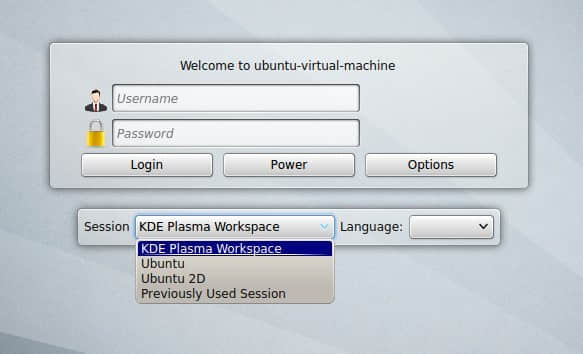 Welcome to ubuntu-virtual-machine
Username
Password
Login Power Options
Session KDE Plasma Workspace Language:
KDE Plasma Workspace
Ubuntu
Ubuntu 2D
Previously Used Session